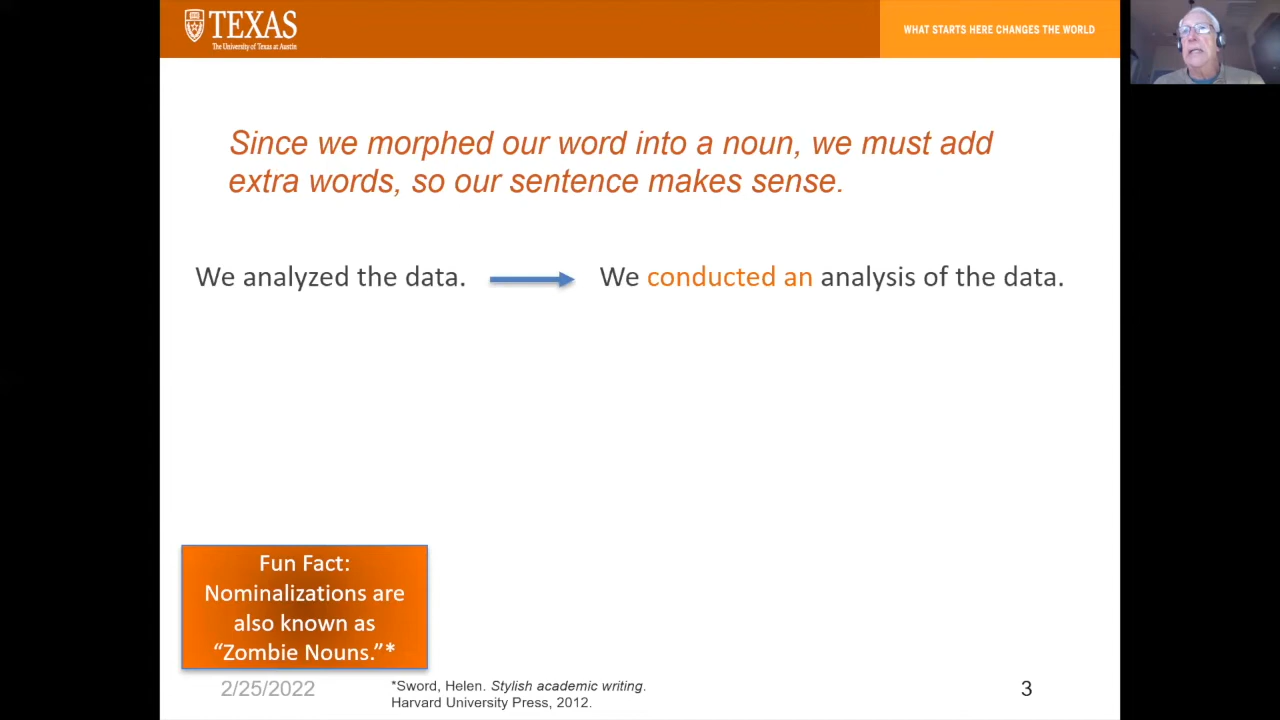 TEXAS
The University of Texas at Austin
WHAT STARTS HERE CHANGES THE WORLD
Since we morphed our word into a noun, we must add
extra words, so our sentence makes sense.
We analyzed the data.
We conducted an analysis of the data.
Fun Fact:
Nominalizations are
also known as
“Zombie Nouns.”*
2/25/2022
*Sword, Helen. Stylish academic writing.
Harvard University Press, 2012.
3